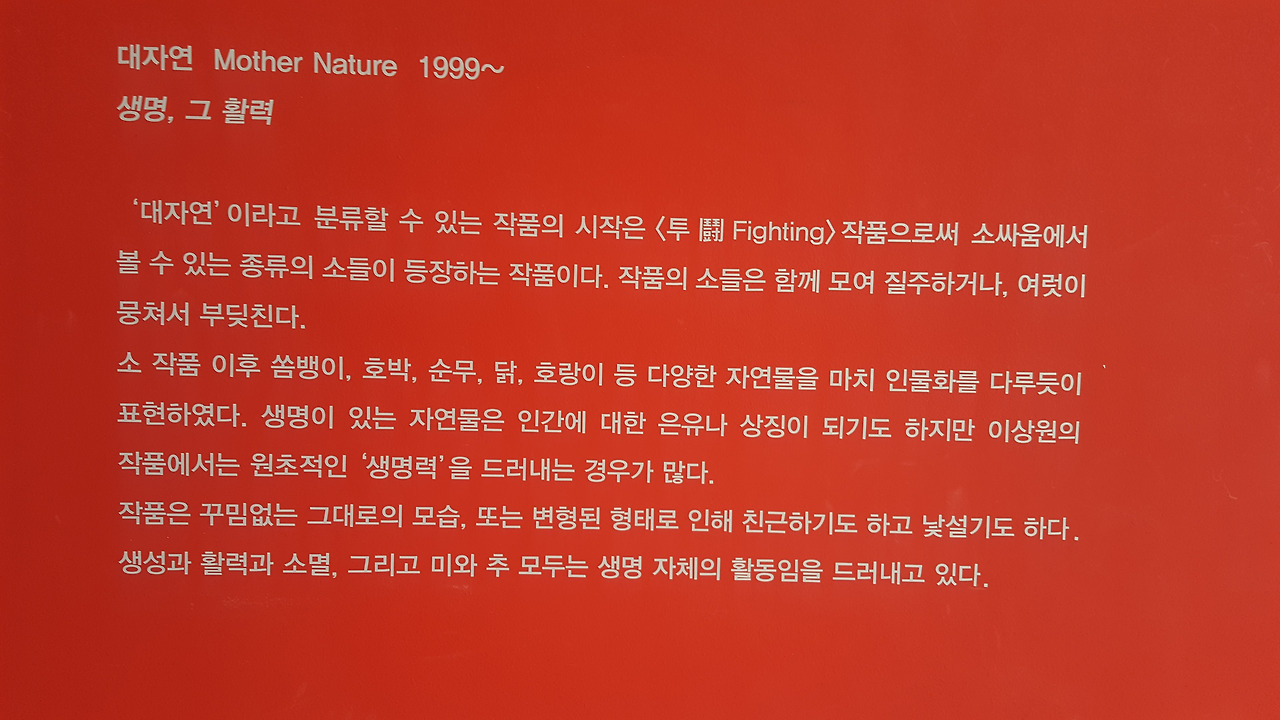 대자연 Mother Nature 1999~
생명, 그 활력
‘대자연’이라고 분류할 수 있는 작품의 시작은 〈투 鬪 Fighting〉 작품으로써 소싸움에서
볼 수 있는 종류의 소들이 등장하는 작품이다. 작품의 소들은 함께 모여 질주하거나, 여럿이
뭉쳐서 부딪친다.
소 작품 이후 쏨뱅이, 호박, 순무, 닭, 호랑이 등 다양한 자연물을 마치 인물화를 다루듯이
표현하였다. 생명이 있는 자연물은 인간에 대한 은유나 상징이 되기도 하지만 이상원의
작품에서는 원초적인 ‘생명력’을 드러내는 경우가 많다.
작품은 꾸밈없는 그대로의 모습, 또는 변형된 형태로 인해 친근하기도 하고 낯설기도 하다.
생성과 활력과 소멸, 그리고 미와 추 모두는 생명 자체의 활동임을 드러내고 있다.